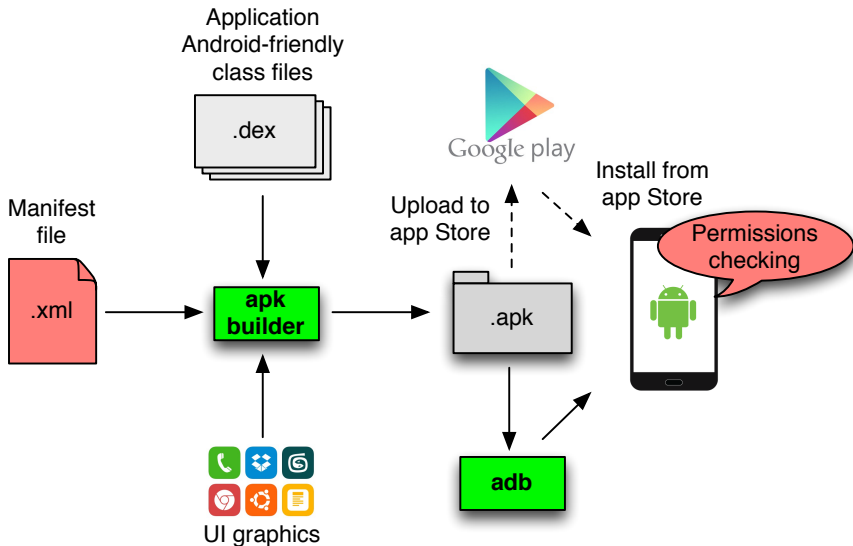 Application
Android-friendly
class files
.dex
Google play
Install from
app Store
Upload to
app Store
Permissions
checking
Manifest
file
.xml
apk
builder
.apk
adb
UI graphics